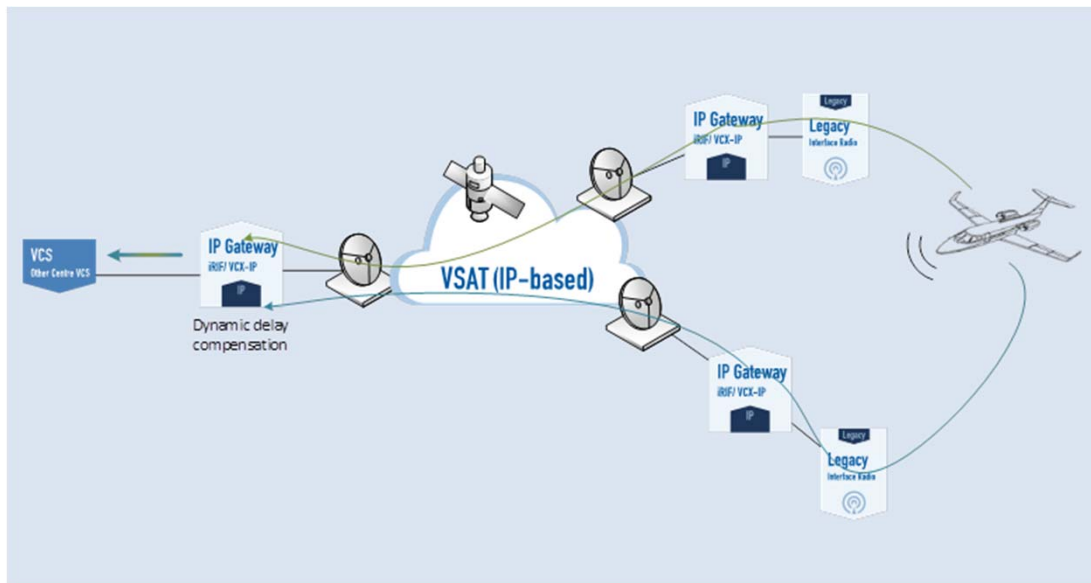 IP Gateway
iRIF/ VCX-IP
IP
Legacy
Legacy
Interface Radio
VCS
Other Centre VCS
IP Gateway
iRIF/ VCX-IP
IP
Dynamic delay
compensation
VSAT (IP-based)
IP Gateway
iRIF/ VCX-IP
IP
Legacy
Legacy
Interface Radio